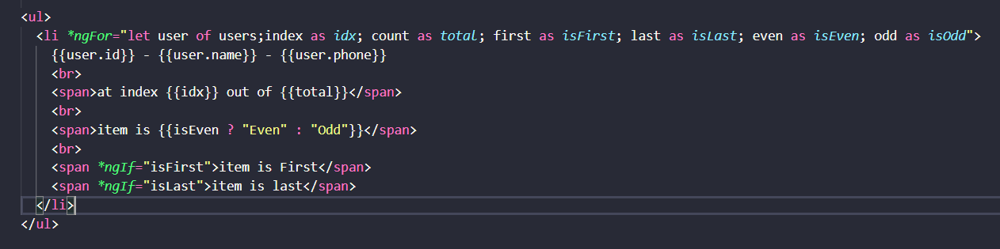 <ul>
<li *ngFor="let user of users;index as idx; count as total; first as isFirst; last as isLast; even as isEven; odd as isOdd">
{{user.id}} - {{user.name}} - {{user.phone}}
<br>
<span>at index {{idx}} out of {{total}}</span>
<br>
<span>item is {{isEven ? "Even" : "Odd"}}</span>
<br>
<span *ngIf="isFirst">item is First</span>
<span *ngIf="isLast">item is last</span>
</li>
</ul>